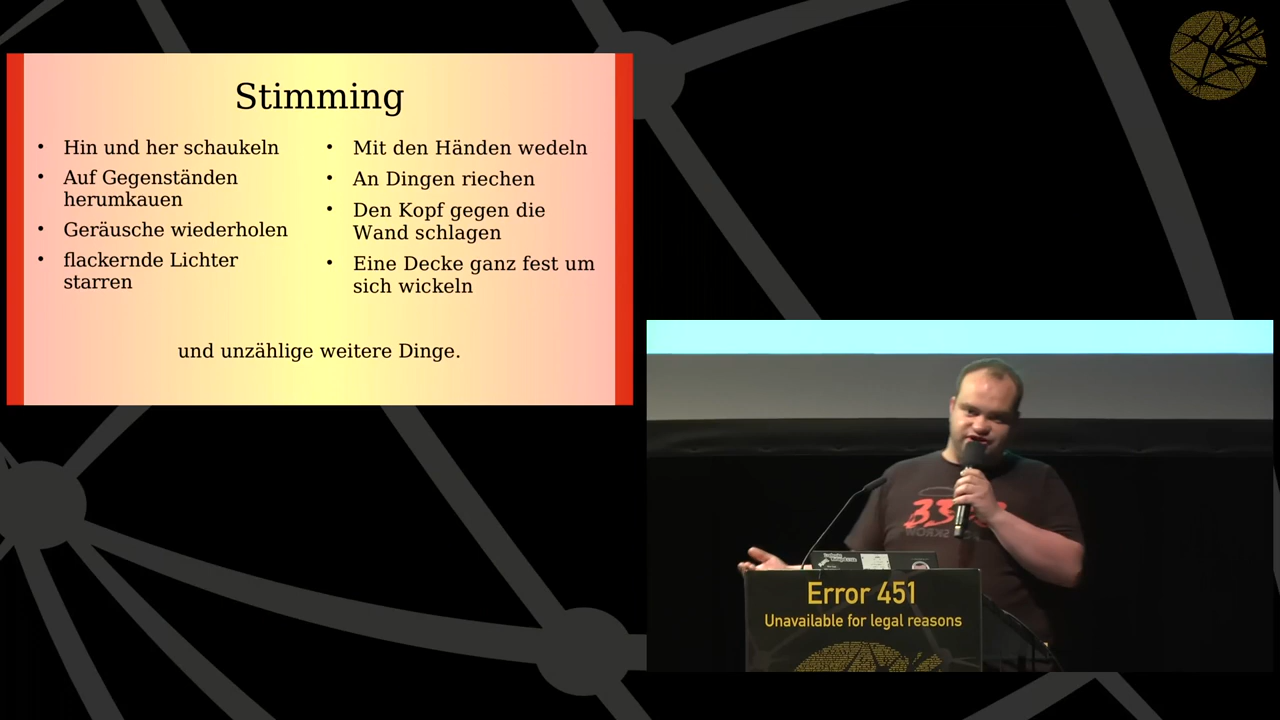 Stimming
• Hin und her schaukeln
• Auf Gegenständen
herumkauen
• Geräusche wiederholen
• flackernde Lichter
starren
• Mit den Händen wedeln
• An Dingen riechen
• Den Kopf gegen die
Wand schlagen
• Eine Decke ganz fest um
sich wickeln
und unzählige weitere Dinge.
Error 451
Unavailable for legal reasons